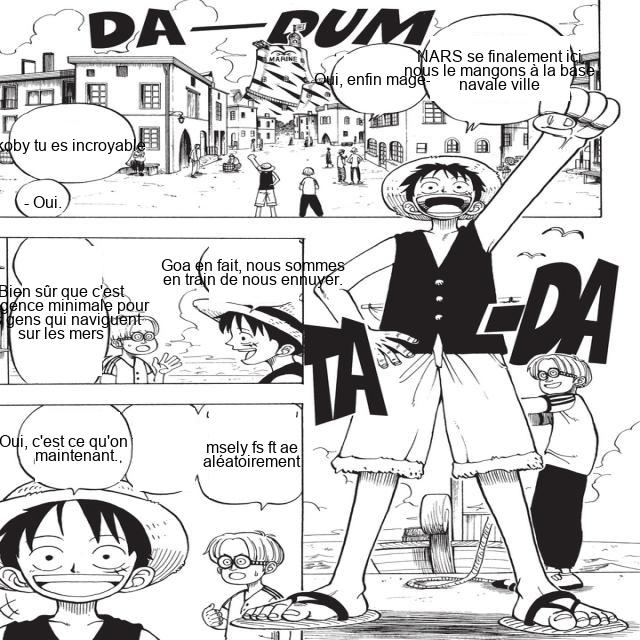 DA—DUM
MARINE
NARS se finalement ici,
nous le mangons à la base
navale ville
Oui, enfin mage-
koby tu es incroyable
- Oui.
TA-DA
Goa en fait, nous sommes
en train de nous ennuyer.
Bien sûr que c'est
gence minimale pour
gens qui naviguent
sur les mers
msely fs ft ae
aléatoirement
Oui, c'est ce qu'on
maintenant.,